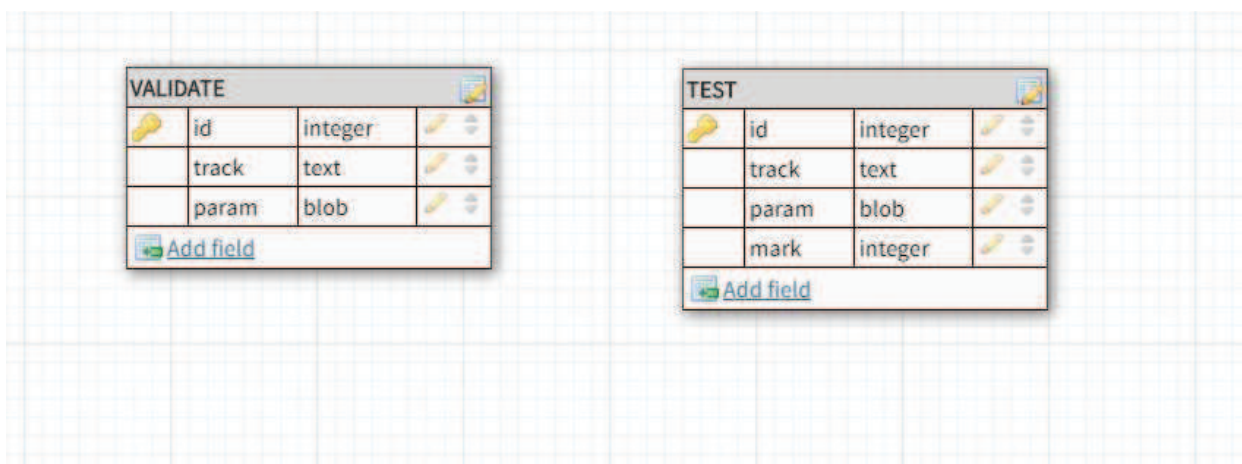 VALIDATE
id integer
track text
param blob
Add field
TEST
id integer
track text
param blob
mark integer
Add field